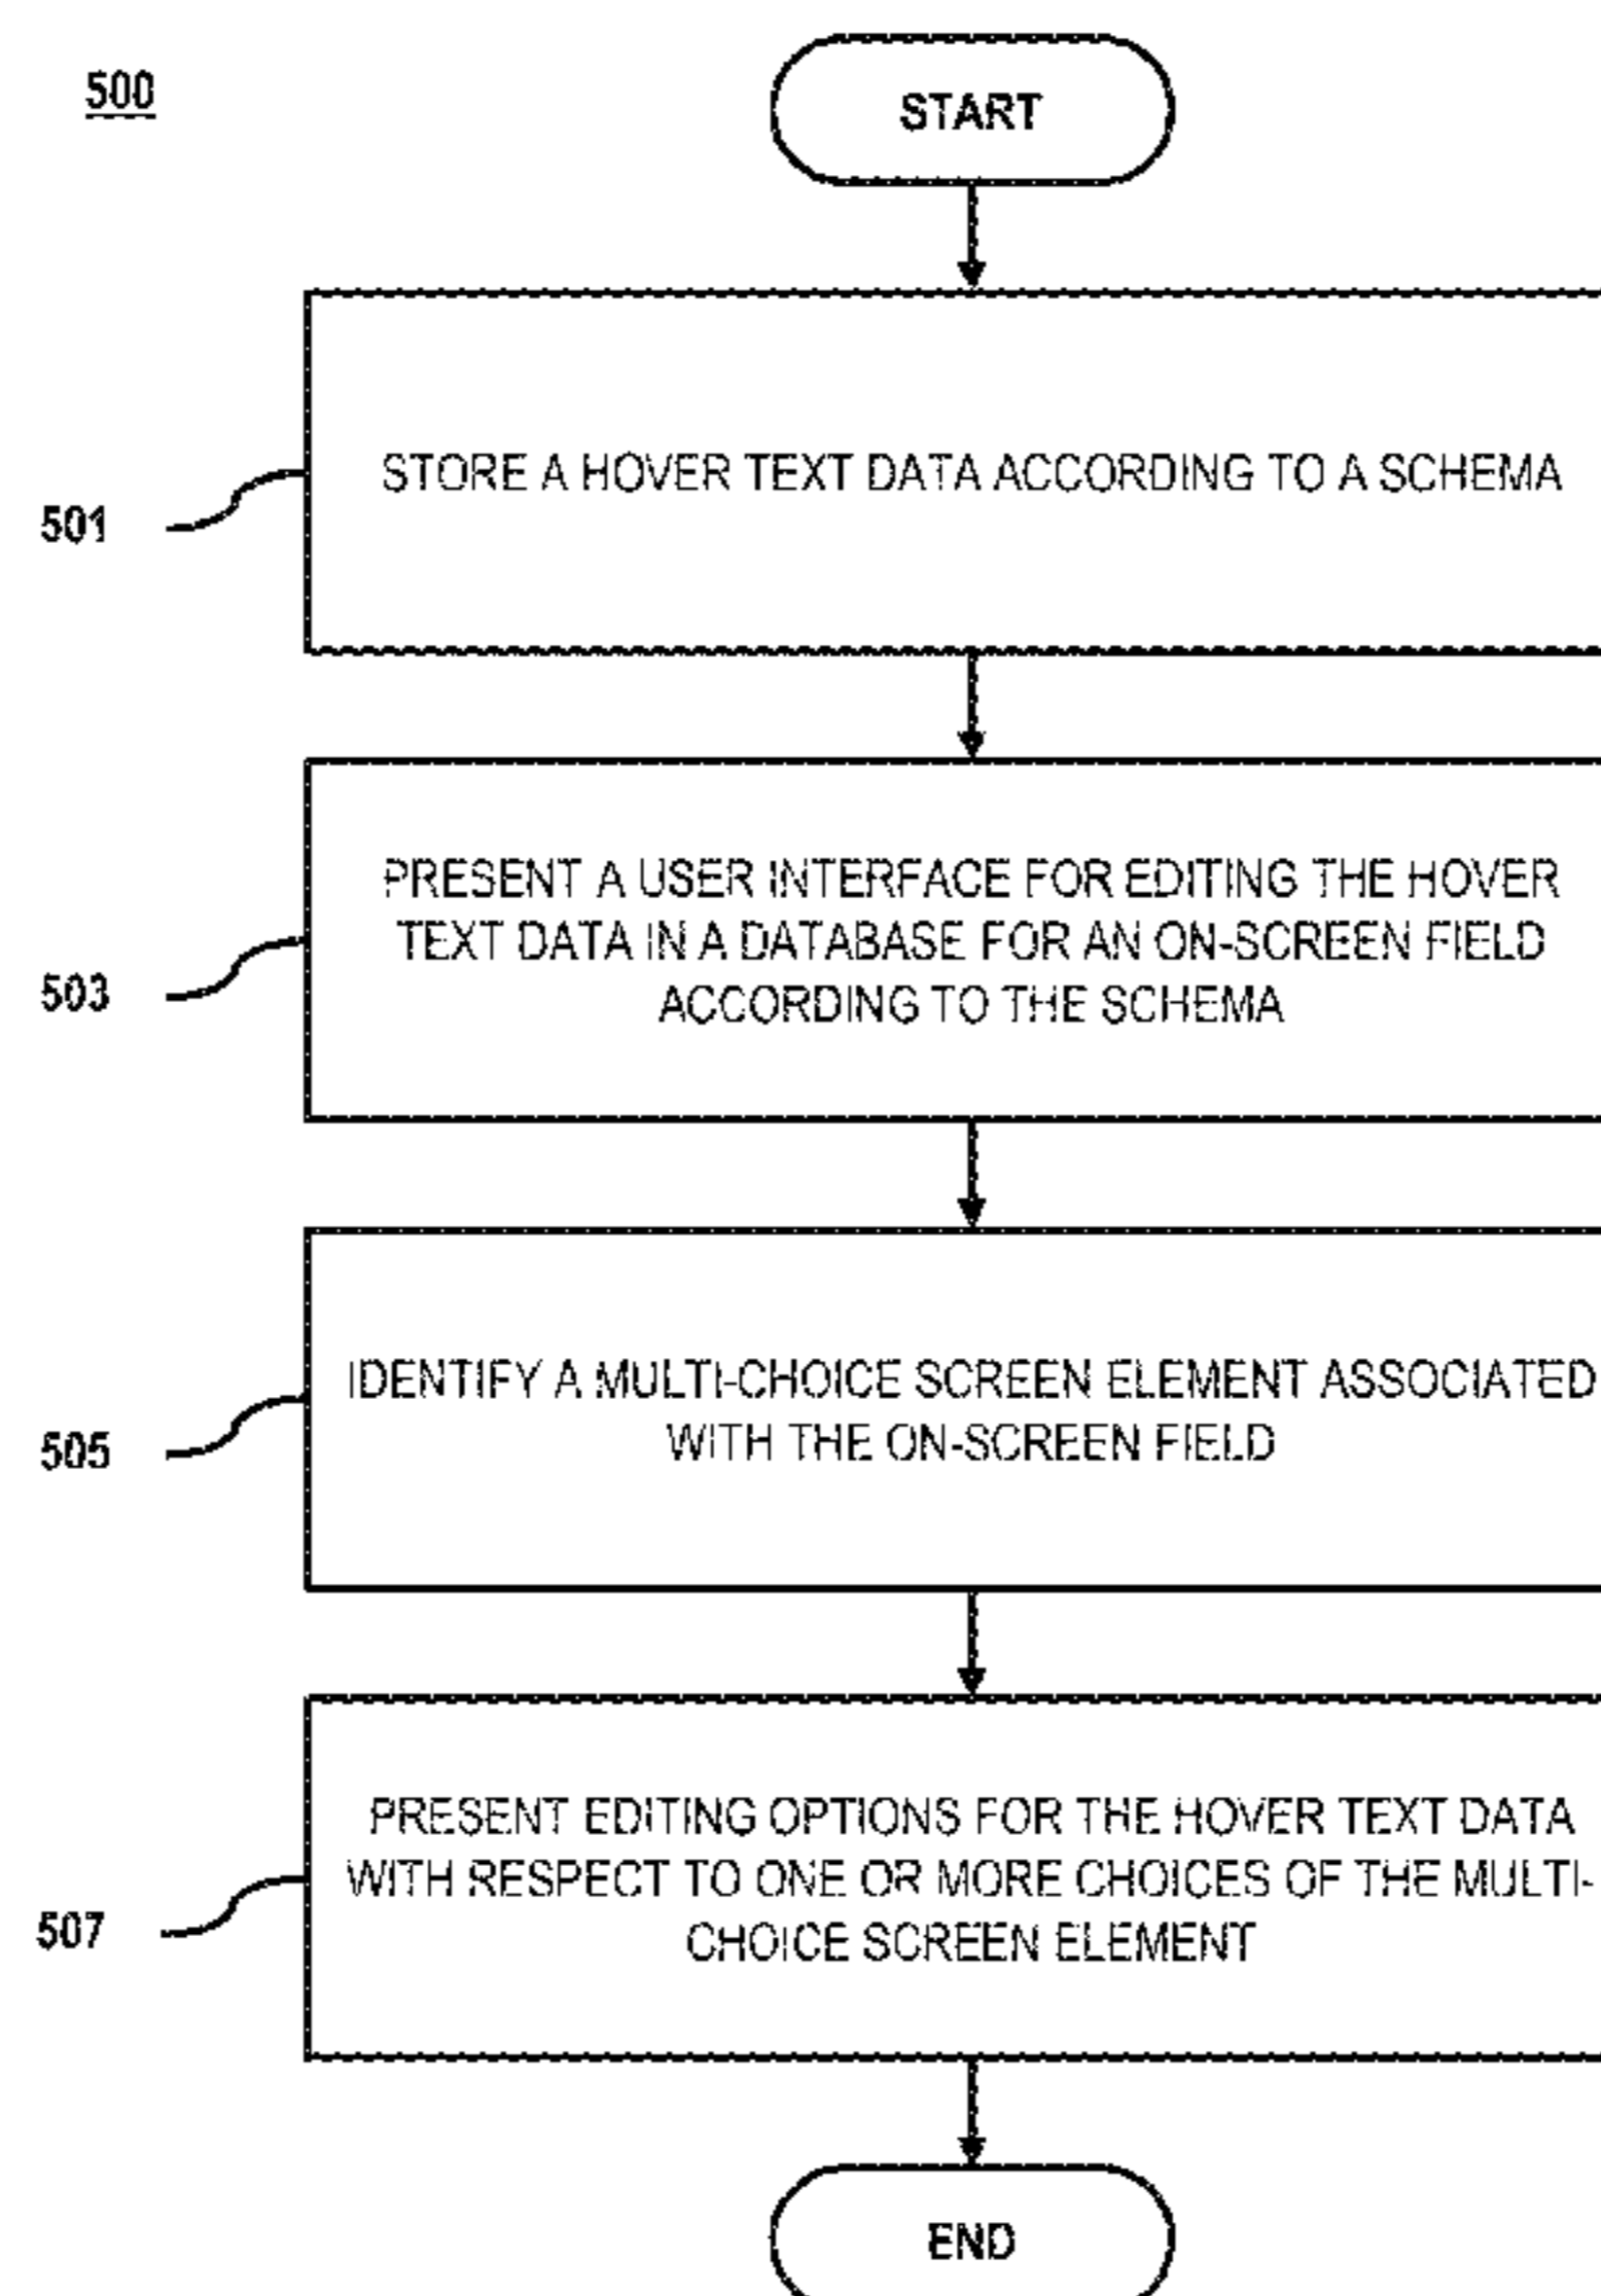 500
START
STORE A HOVER TEXT DATA ACCORDING TO A SCHEMA
501
PRESENT A USER INTERFACE FOR EDITING THE HOVER
TEXT DATA IN A DATABASE FOR AN ON-SCREEN FIELD
ACCORDING TO THE SCHEMA
503
IDENTIFY A MULTI-CHOICE SCREEN ELEMENT ASSOCIATED
WITH THE ON-SCREEN FIELD
505
PRESENT EDITING OPTIONS FOR THE HOVER TEXT DATA
WITH RESPECT TO ONE OR MORE CHOICES OF THE MULTI-
CHOICE SCREEN ELEMENT
507
END